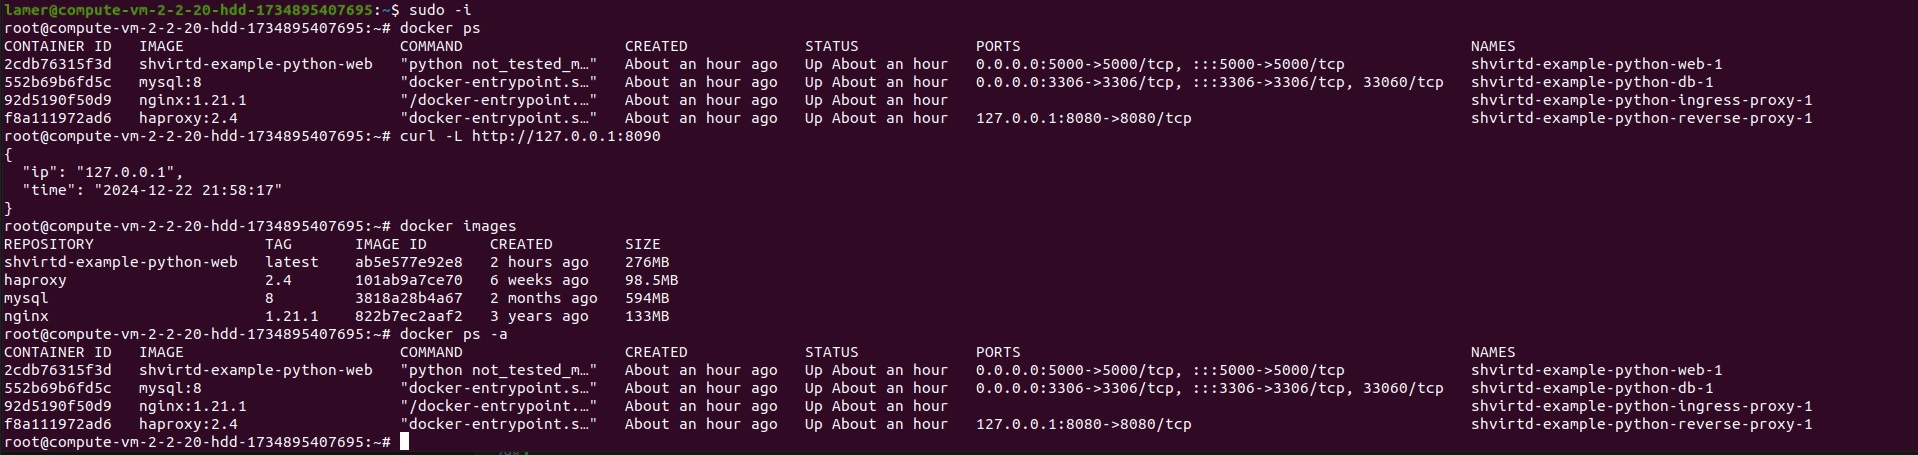 lamer@compute-vm-2-2-20-hdd-1734895407695:~$ sudo -i
root@compute-vm-2-2-20-hdd-1734895407695:~# docker ps
CONTAINER ID   IMAGE                        COMMAND                  CREATED             STATUS             PORTS                                                  NAMES
2cdb76315f3d   shvirtd-example-python-web   "python not_tested_m…"   About an hour ago   Up About an hour   0.0.0.0:5000->5000/tcp, :::5000->5000/tcp              shvirtd-example-python-web-1
552b69b6fd5c   mysql:8                      "docker-entrypoint.s…"   About an hour ago   Up About an hour   0.0.0.0:3306->3306/tcp, :::3306->3306/tcp, 33060/tcp   shvirtd-example-python-db-1
92d5190f50d9   nginx:1.21.1                 "/docker-entrypoint.…"   About an hour ago   Up About an hour                                                          shvirtd-example-python-ingress-proxy-1
f8a111972ad6   haproxy:2.4                  "docker-entrypoint.s…"   About an hour ago   Up About an hour   127.0.0.1:8080->8080/tcp                               shvirtd-example-python-reverse-proxy-1
root@compute-vm-2-2-20-hdd-1734895407695:~# curl -L http://127.0.0.1:8090
{
  "ip": "127.0.0.1",
  "time": "2024-12-22 21:58:17"
}
root@compute-vm-2-2-20-hdd-1734895407695:~# docker images
REPOSITORY                   TAG       IMAGE ID       CREATED        SIZE
shvirtd-example-python-web   latest    ab5e577e92e8   2 hours ago    276MB
haproxy                      2.4       101ab9a7ce70   6 weeks ago    98.5MB
mysql                        8         3818a28b4a67   2 months ago   594MB
nginx                        1.21.1    822b7ec2aaf2   3 years ago    133MB
root@compute-vm-2-2-20-hdd-1734895407695:~# docker ps -a
CONTAINER ID   IMAGE                        COMMAND                  CREATED             STATUS             PORTS                                                  NAMES
2cdb76315f3d   shvirtd-example-python-web   "python not_tested_m…"   About an hour ago   Up About an hour   0.0.0.0:5000->5000/tcp, :::5000->5000/tcp              shvirtd-example-python-web-1
552b69b6fd5c   mysql:8                      "docker-entrypoint.s…"   About an hour ago   Up About an hour   0.0.0.0:3306->3306/tcp, :::3306->3306/tcp, 33060/tcp   shvirtd-example-python-db-1
92d5190f50d9   nginx:1.21.1                 "/docker-entrypoint.…"   About an hour ago   Up About an hour                                                          shvirtd-example-python-ingress-proxy-1
f8a111972ad6   haproxy:2.4                  "docker-entrypoint.s…"   About an hour ago   Up About an hour   127.0.0.1:8080->8080/tcp                               shvirtd-example-python-reverse-proxy-1
root@compute-vm-2-2-20-hdd-1734895407695:~#